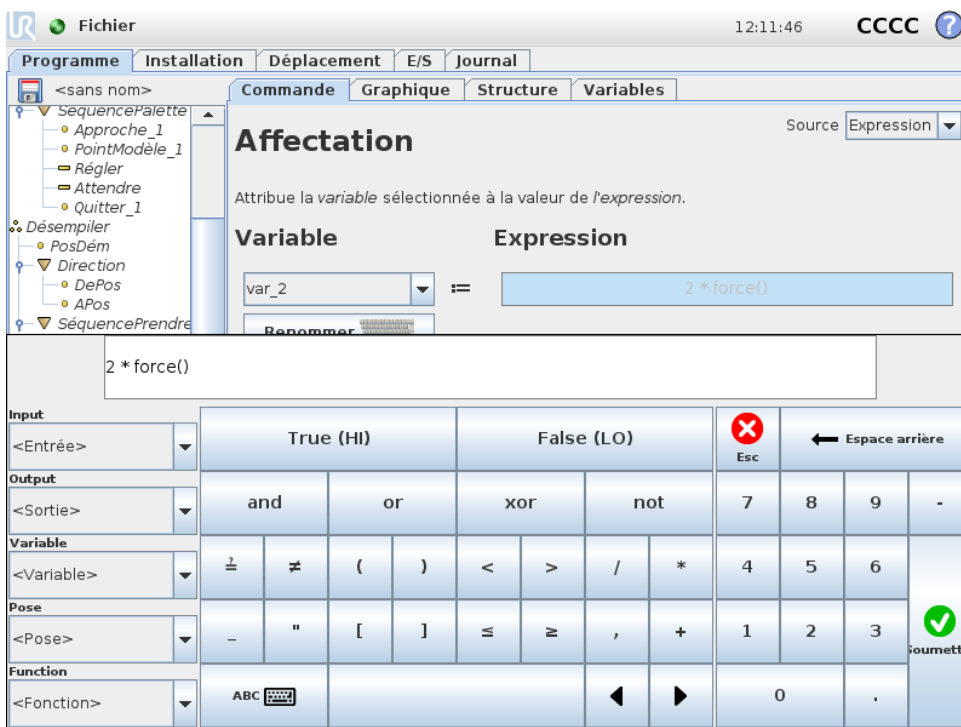 UR Fichier 12:11:46 CCCC ?
Programme Installation Déplacement E/S Journal
<sans nom>
Commande Graphique Structure Variables
SéquencePalette
Approche_1
PointModèle_1
Régler
Attendre
Quitter_1
Désempiler
PosDém
Direction
DePos
APos
SéquencePrendre
Source Expression
Affectation
Attribue la variable sélectionnée à la valeur de l'expression.
Variable Expression
var_2 := 2 * force()
Renommer
2 * force()
Input
<Entrée>
True (HI) False (LO) Esc Espace arrière
Output
<Sortie>
and or xor not 7 8 9 -
Variable
<Variable>
≟ ≠ ( ) < > / * 4 5 6
Pose
<Pose>
_ " [ ] ≤ ≥ , + 1 2 3
Soumett
Function
<Fonction>
ABC 0 .